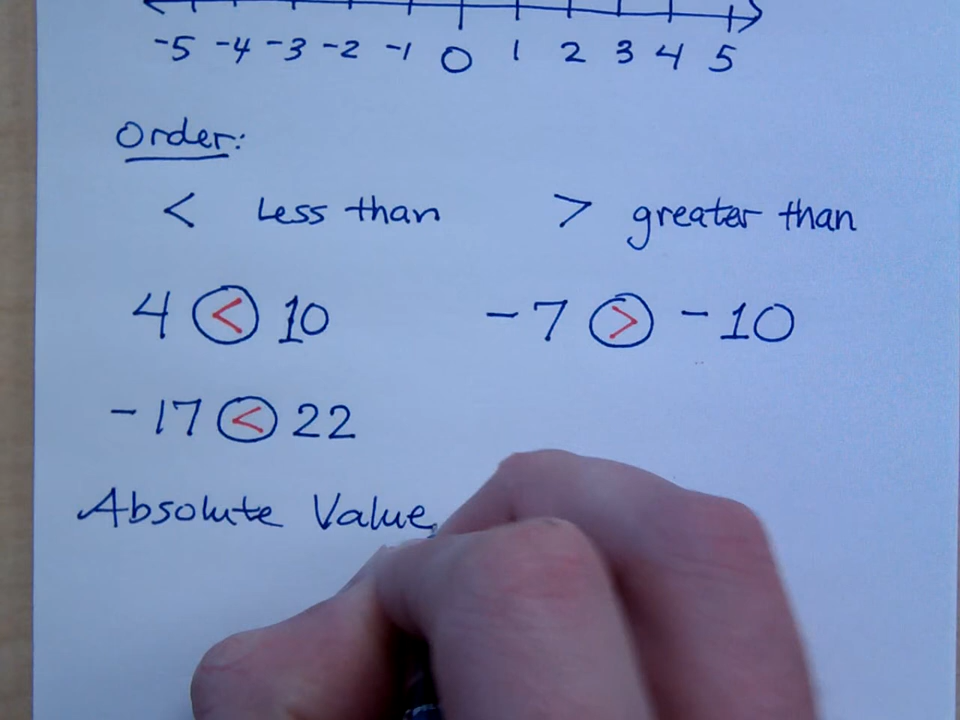 -5 -4 -3 -2 -1 0 1 2 3 4 5
Order:
< Less than > greater than
4 < 10 -7 > -10
-17 < 22
Absolute Value